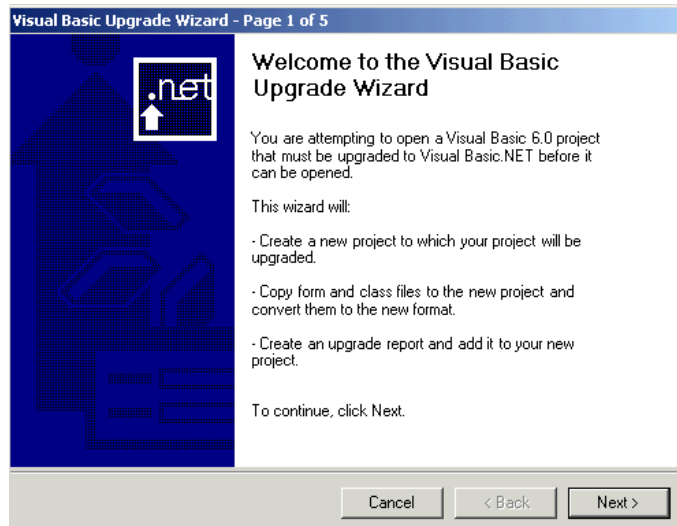 Visual Basic Upgrade Wizard - Page 1 of 5
.net
Welcome to the Visual Basic
Upgrade Wizard
You are attempting to open a Visual Basic 6.0 project
that must be upgraded to Visual Basic.NET before it
can be opened.
This wizard will:
- Create a new project to which your project will be
upgraded.
- Copy form and class files to the new project and
convert them to the new format.
- Create an upgrade report and add it to your new
project.
To continue, click Next.
Cancel
< Back
Next >